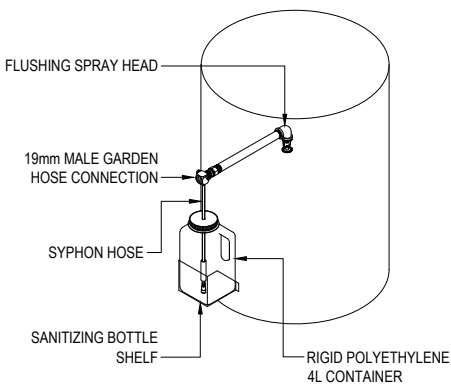 FLUSHING SPRAY HEAD
19mm MALE GARDEN
HOSE CONNECTION
SYPHON HOSE
SANITIZING BOTTLE
SHELF
RIGID POLYETHYLENE
4L CONTAINER